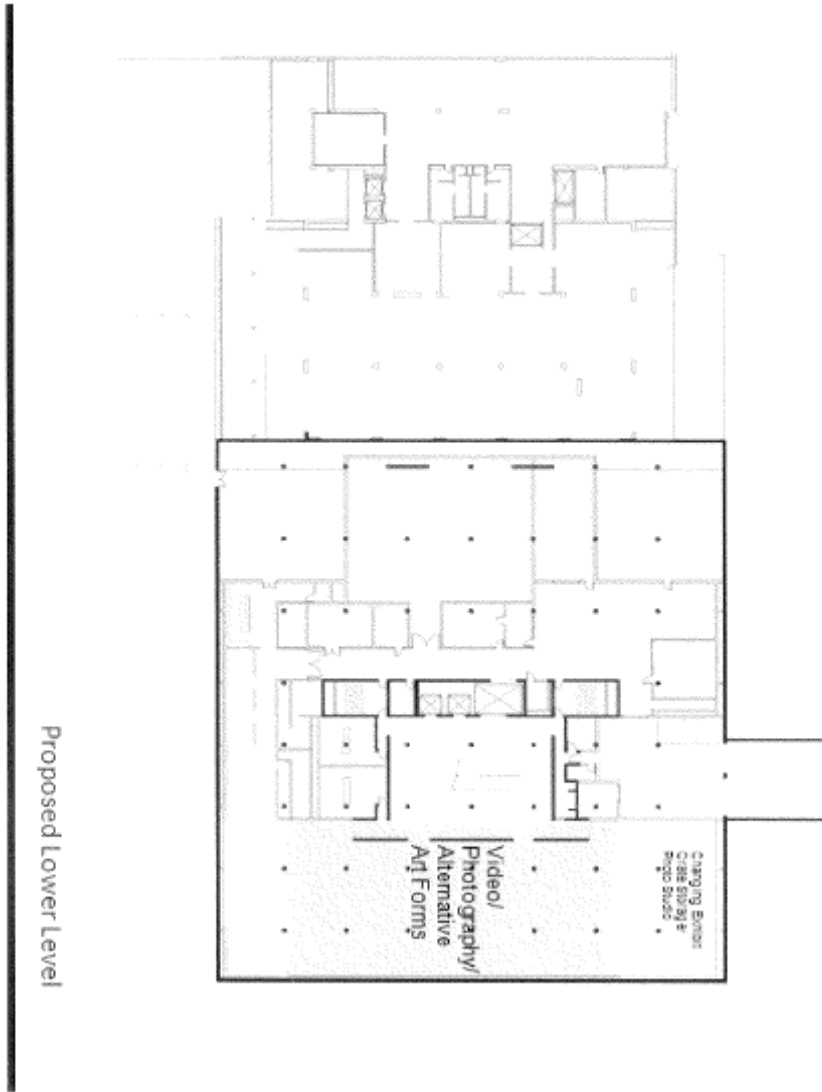 Changing Exhibit
Crate Storage/
Photo Studio
Video/
Photography/
Alternative
Art Forms
Proposed Lower Level